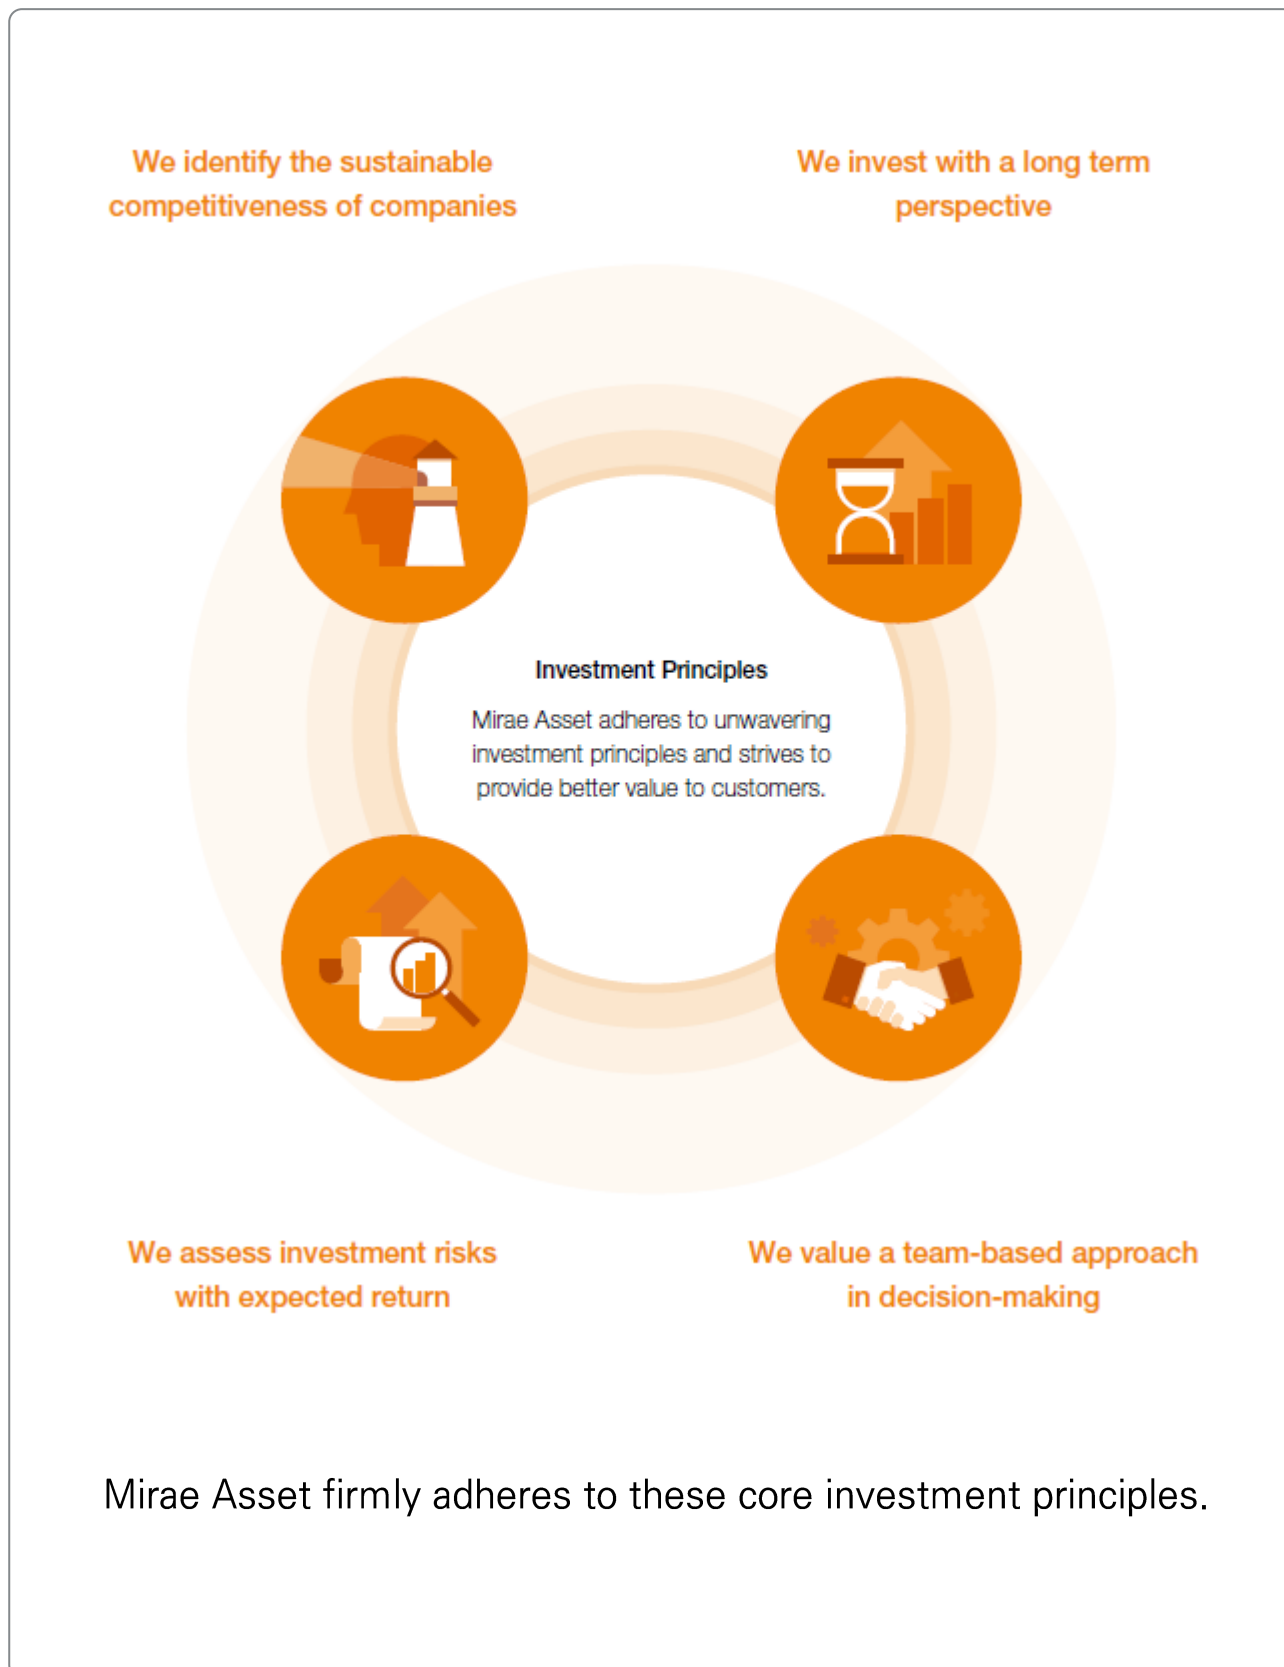 We identify the sustainable
competitiveness of companies
We invest with a long term
perspective
Investment Principles
Mirae Asset adheres to unwavering
investment principles and strives to
provide better value to customers.
We assess investment risks
with expected return
We value a team-based approach
in decision-making
Mirae Asset firmly adheres to these core investment principles.